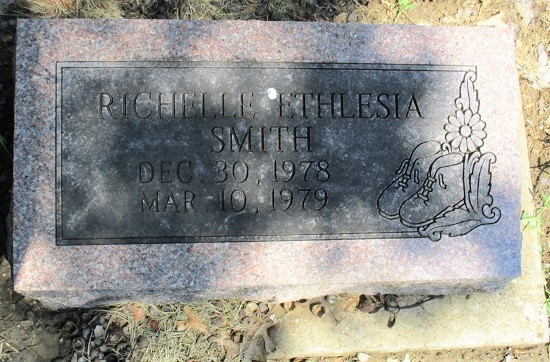 RICHELLE ETHLESIA
SMITH
DEC. 30, 1978
MAR. 10, 1979